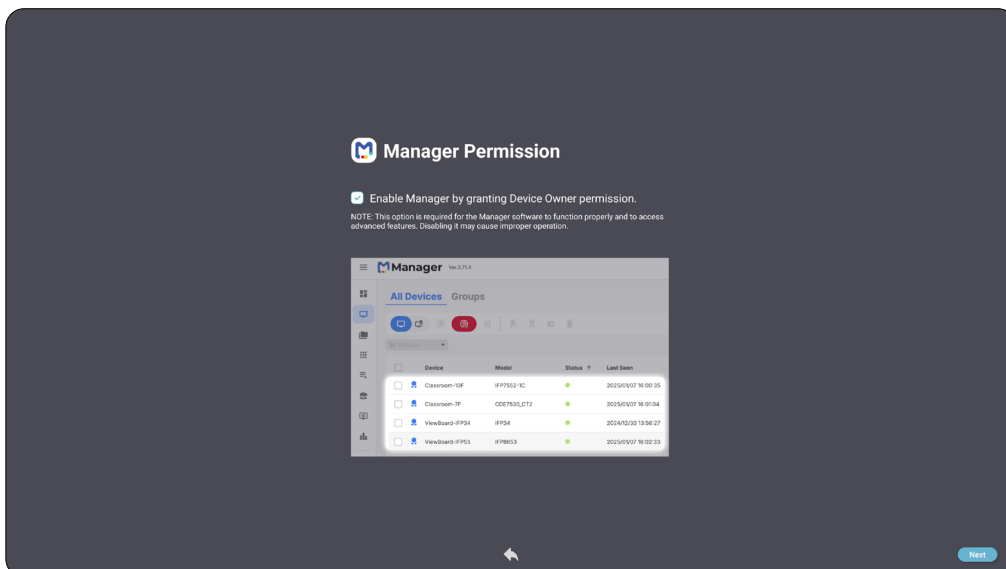 Manager Permission
Enable Manager by granting Device Owner permission.
NOTE: This option is required for the Manager software to function properly and to access
advanced features. Disabling it may cause improper operation.
Manager Ver.3.71.4
All Devices Groups
Device Model Status ↑ Last Seen
Classroom-10F IFP7552-1C 2025/01/07 16:00:35
Classroom-7F CDE7530_CT2 2025/01/07 16:01:04
ViewBoard-IFP34 IFP34 2024/12/30 13:56:27
ViewBoard-IFP53 IFP8653 2025/01/07 16:02:33
Next